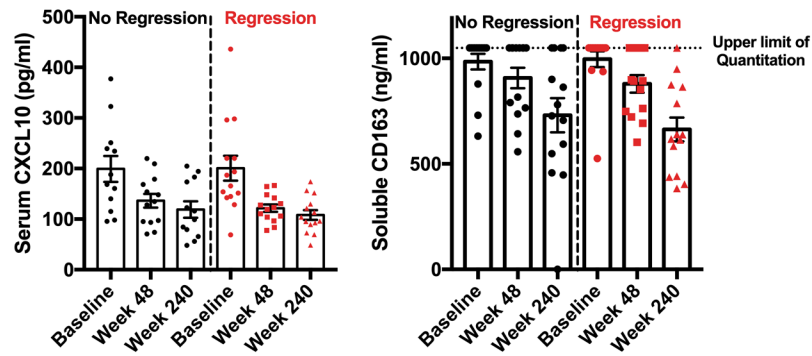 No Regression Regression
Serum CXCL10 (pg/ml)
500
400
300
200
100
0
Baseline
Week 48
Week 240
Baseline
Week 48
Week 240
No Regression Regression
Upper limit of
Quantitation
Soluble CD163 (ng/ml)
1000
500
0
Baseline
Week 48
Week 240
Baseline
Week 48
Week 240